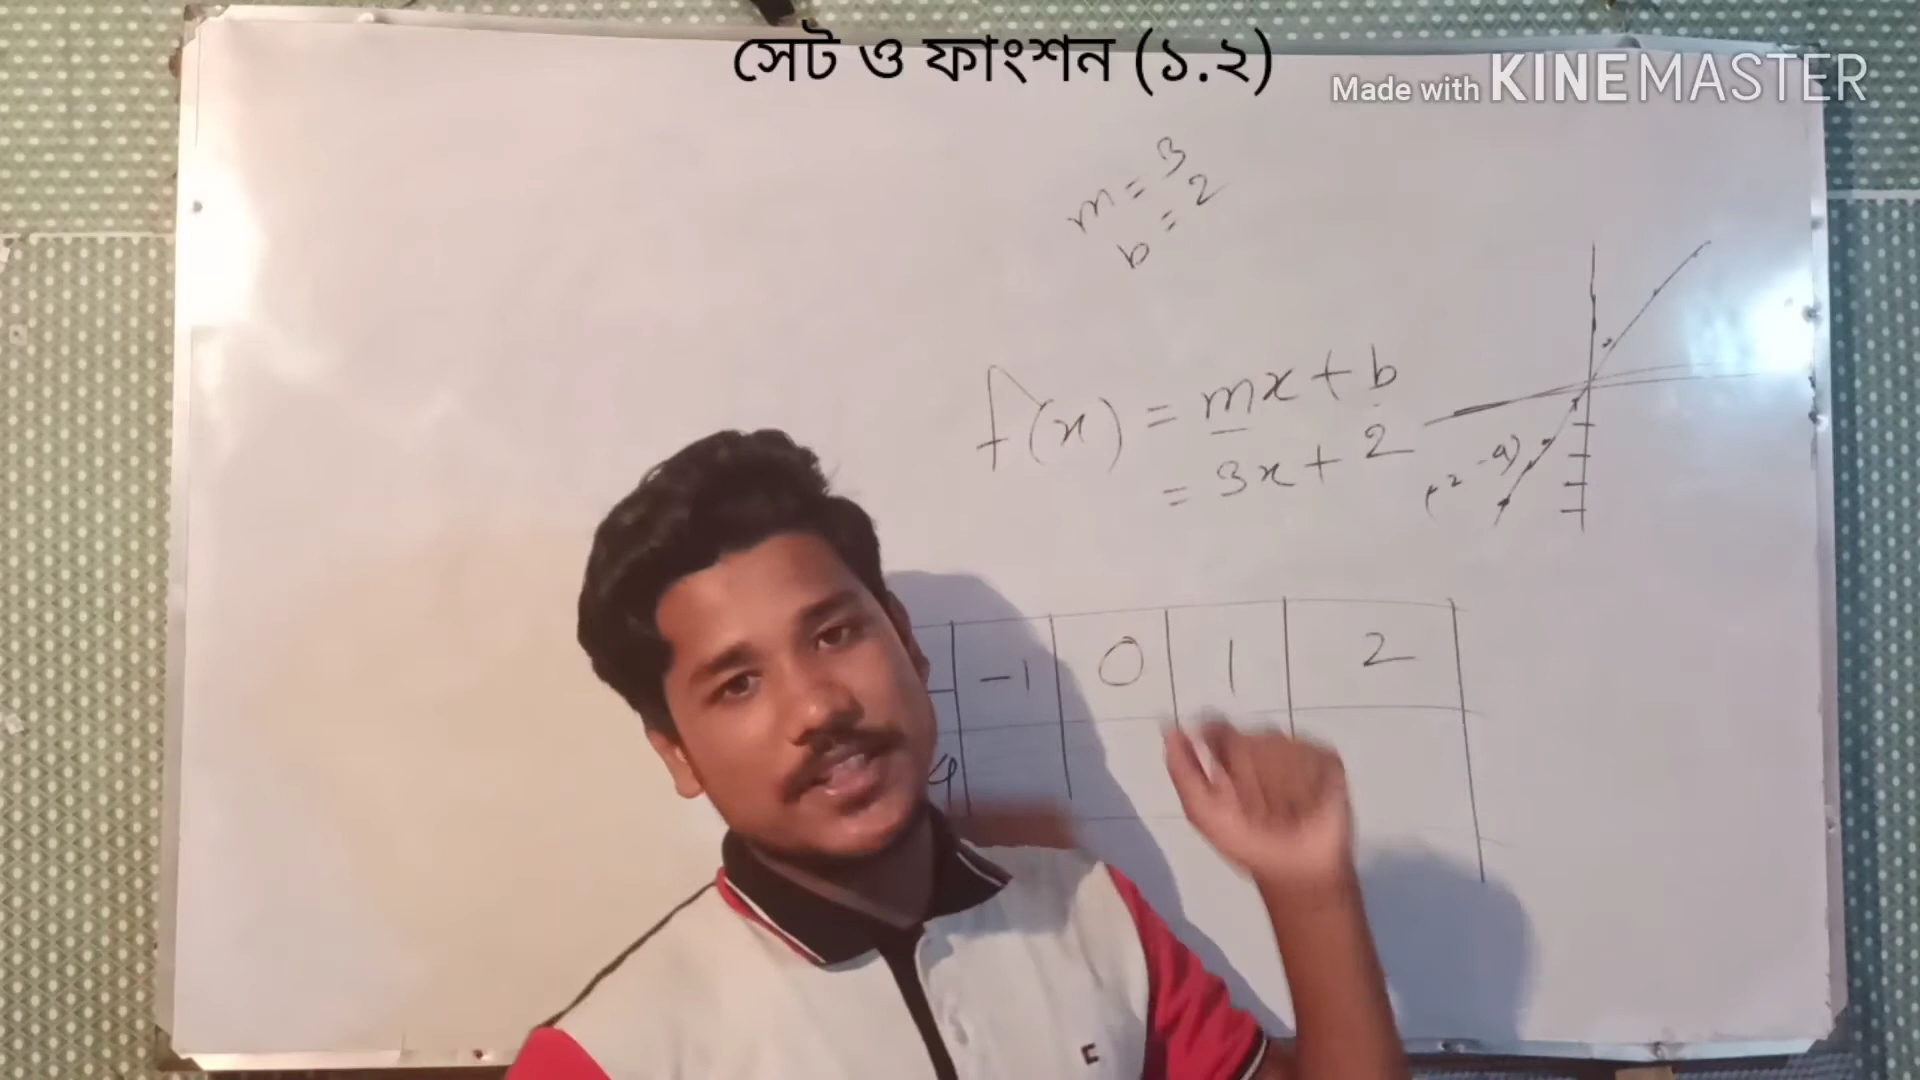 সেট ও ফাংশন (১.২)
Made with KINEMASTER
m = 3
b = 2
f(x) = mx + b
= 3x + 2
-1 0 1 2